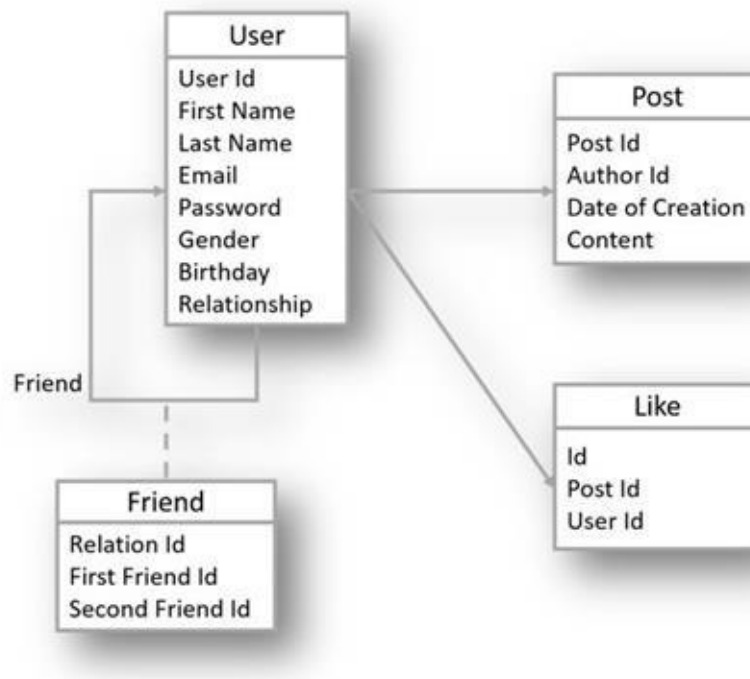 User
User Id
First Name
Last Name
Email
Password
Gender
Birthday
Relationship
Post
Post Id
Author Id
Date of Creation
Content
Friend
Like
Id
Post Id
User Id
Friend
Relation Id
First Friend Id
Second Friend Id